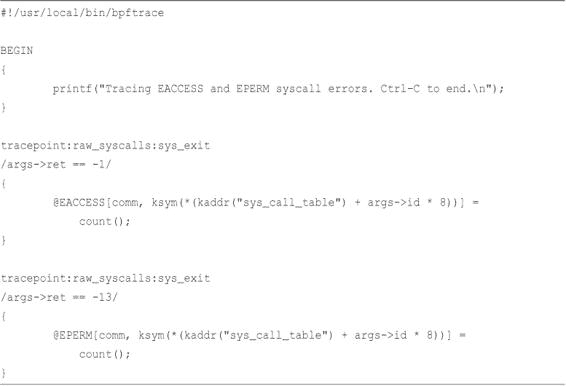 #!/usr/local/bin/bpftrace

BEGIN
{
        printf("Tracing EACCESS and EPERM syscall errors. Ctrl-C to end.\n");
}

tracepoint:raw_syscalls:sys_exit
/args->ret == -1/
{
        @EACCESS[comm, ksym(*(kaddr("sys_call_table") + args->id * 8))] =
            count();
}

tracepoint:raw_syscalls:sys_exit
/args->ret == -13/
{
        @EPERM[comm, ksym(*(kaddr("sys_call_table") + args->id * 8))] =
            count();
}